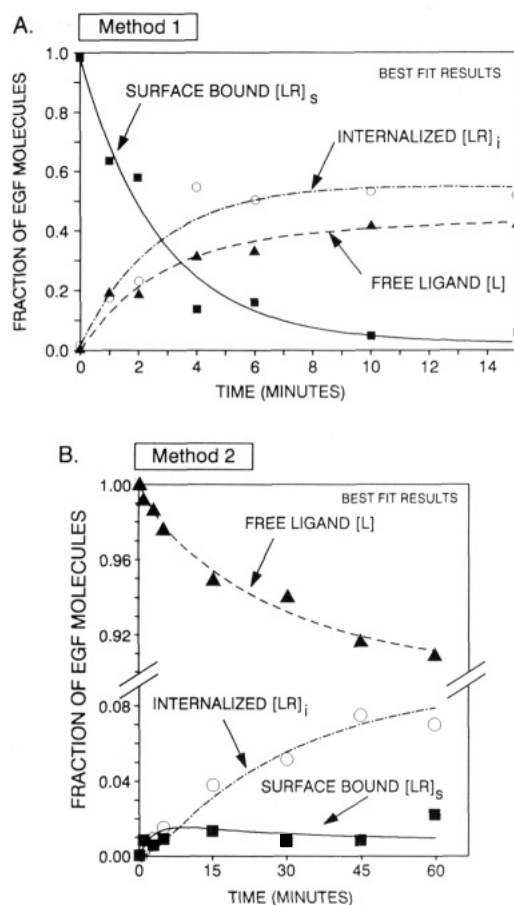 A.
Method 1
BEST FIT RESULTS
SURFACE BOUND [LR]s
INTERNALIZED [LR]i
FREE LIGAND [L]
FRACTION OF EGF MOLECULES
1.0
0.8
0.6
0.4
0.2
0.0
0 2 4 6 8 10 12 14
TIME (MINUTES)
B.
Method 2
BEST FIT RESULTS
FREE LIGAND [L]
INTERNALIZED [LR]i
SURFACE BOUND [LR]s
FRACTION OF EGF MOLECULES
1.00
0.96
0.92
0.08
0.04
0.00
0 15 30 45 60
TIME (MINUTES)